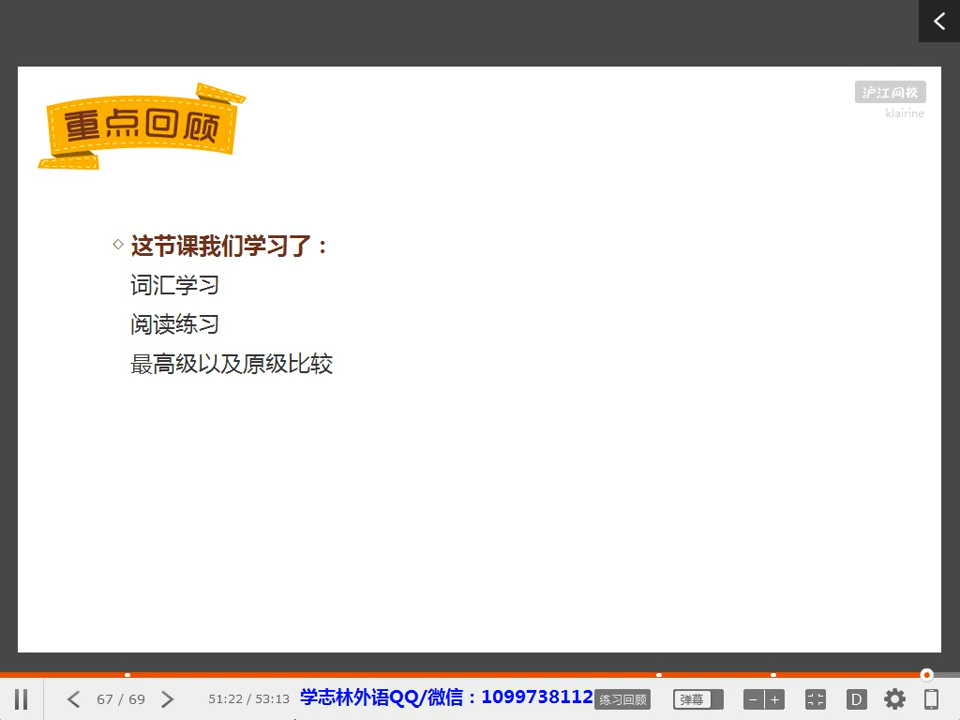 重点回顾
沪江网校
klairine
这节课我们学习了：
词汇学习
阅读练习
最高级以及原级比较
67 / 69
51:22 / 53:13
学志林外语QQ/微信：1099738112
练习回顾
弹幕
D